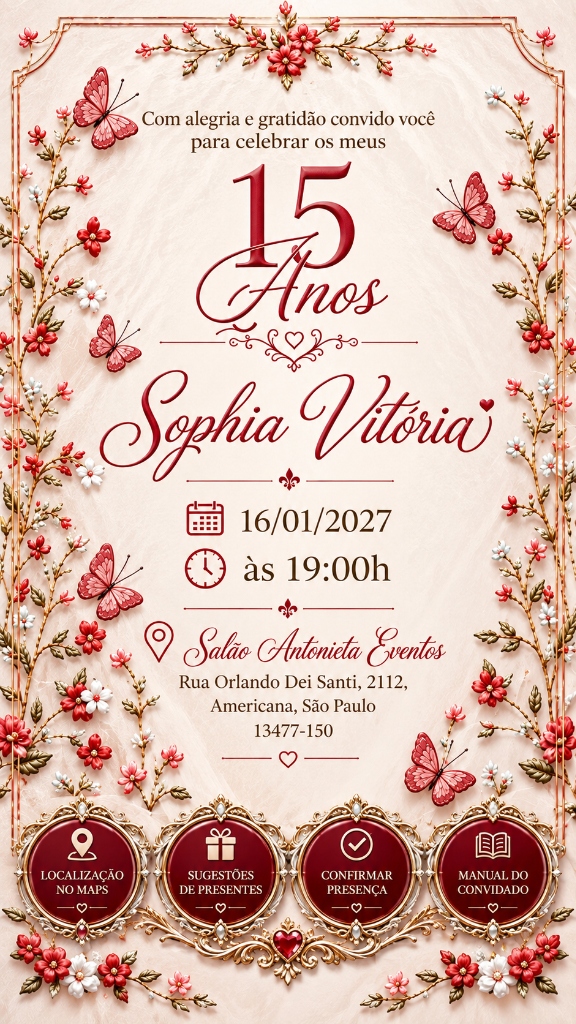 Com alegria e gratidão convido você
para celebrar os meus
15
Anos
Sophia Vitória
16/01/2027
às 19:00h
Salão Antonieta Eventos
Rua Orlando Dei Santi, 2112,
Americana, São Paulo
13477-150
LOCALIZAÇÃO
NO MAPS
SUGESTÕES
DE PRESENTES
CONFIRMAR
PRESENÇA
MANUAL DO
CONVIDADO